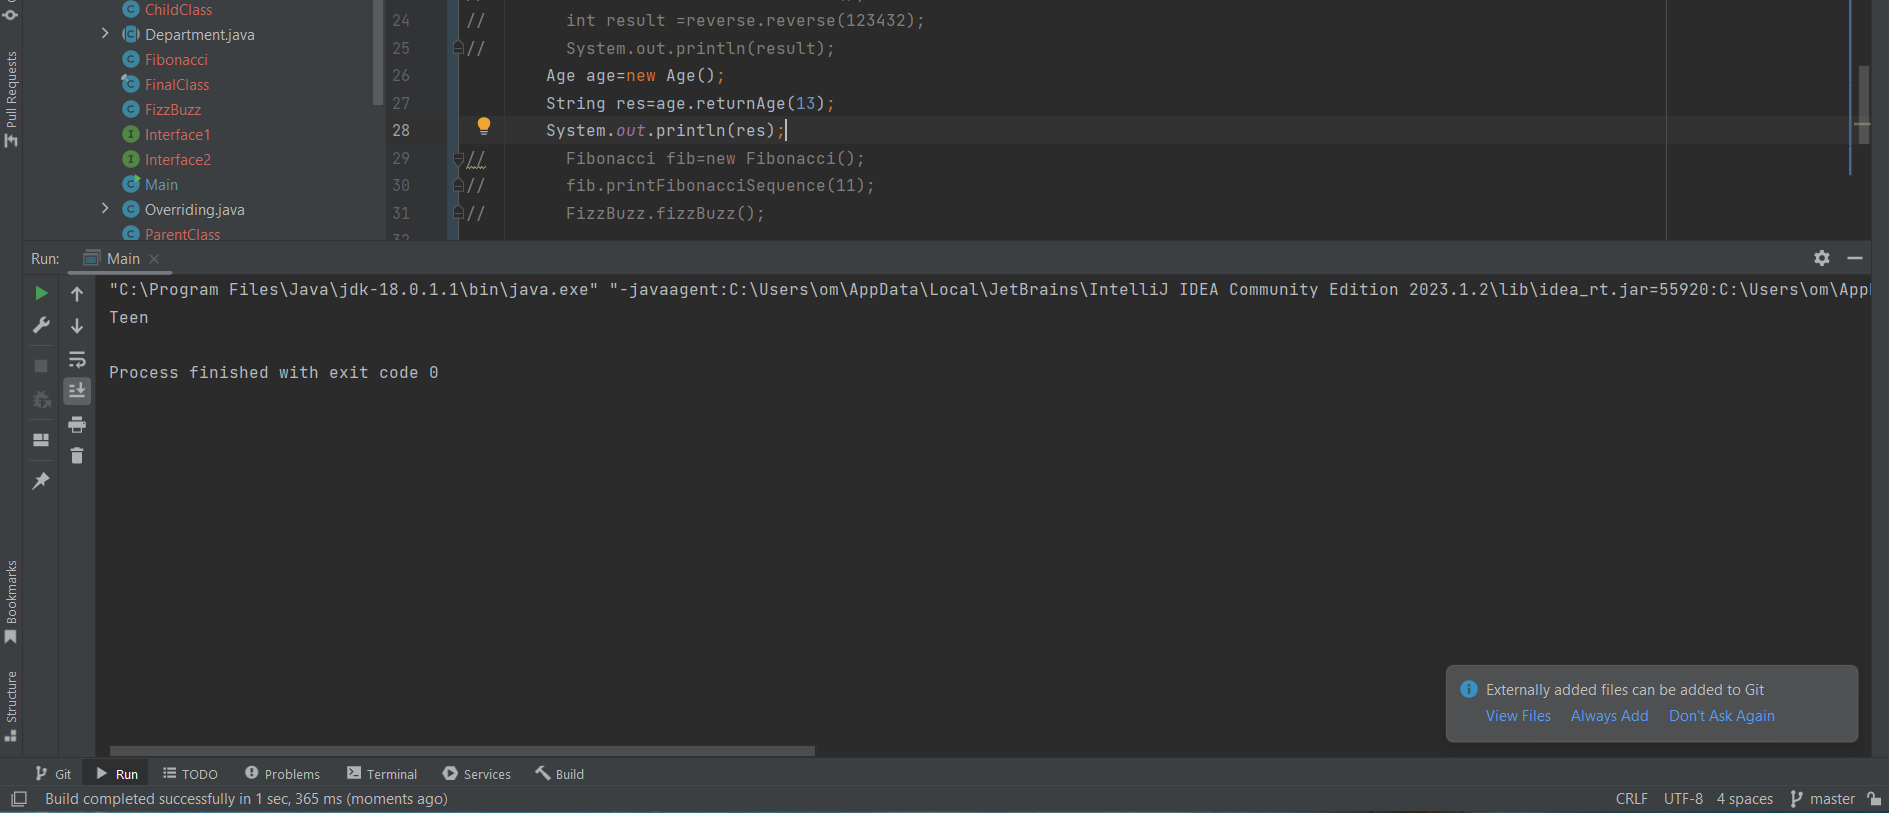 ChildClass
Department.java
Fibonacci
FinalClass
FizzBuzz
Interface1
Interface2
Main
Overriding.java
ParentClass
Pull Requests
24 // int result =reverse.reverse(123432);
25 // System.out.println(result);
26 Age age=new Age();
27 String res=age.returnAge(13);
28 System.out.println(res);
29 // Fibonacci fib=new Fibonacci();
30 // fib.printFibonacciSequence(11);
31 // FizzBuzz.fizzBuzz();
32
Run: Main
"C:\Program Files\Java\jdk-18.0.1.1\bin\java.exe" "-javaagent:C:\Users\om\AppData\Local\JetBrains\IntelliJ IDEA Community Edition 2023.1.2\lib\idea_rt.jar=55920:C:\Users\om\App
Teen
Process finished with exit code 0
Bookmarks
Structure
Externally added files can be added to Git
View Files Always Add Don't Ask Again
Git Run TODO Problems Terminal Services Build
Build completed successfully in 1 sec, 365 ms (moments ago)
CRLF UTF-8 4 spaces master